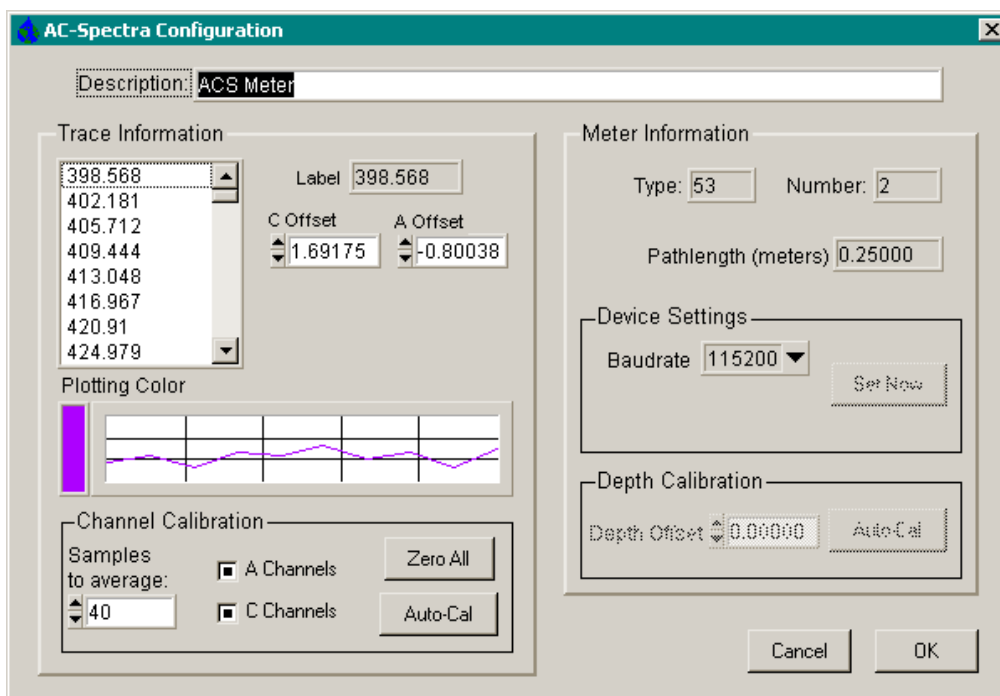 AC-Spectra Configuration
Description: ACS Meter
Trace Information
398.568
402.181
405.712
409.444
413.048
416.967
420.91
424.979
Label 398.568
C Offset A Offset
1.69175 -0.80038
Plotting Color
Channel Calibration
Samples
to average:
40
A Channels
C Channels
Zero All
Auto-Cal
Meter Information
Type: 53 Number: 2
Pathlength (meters) 0.25000
Device Settings
Baudrate 115200
Set Now
Depth Calibration
Depth Offset 0.00000 Auto-Cal
Cancel OK